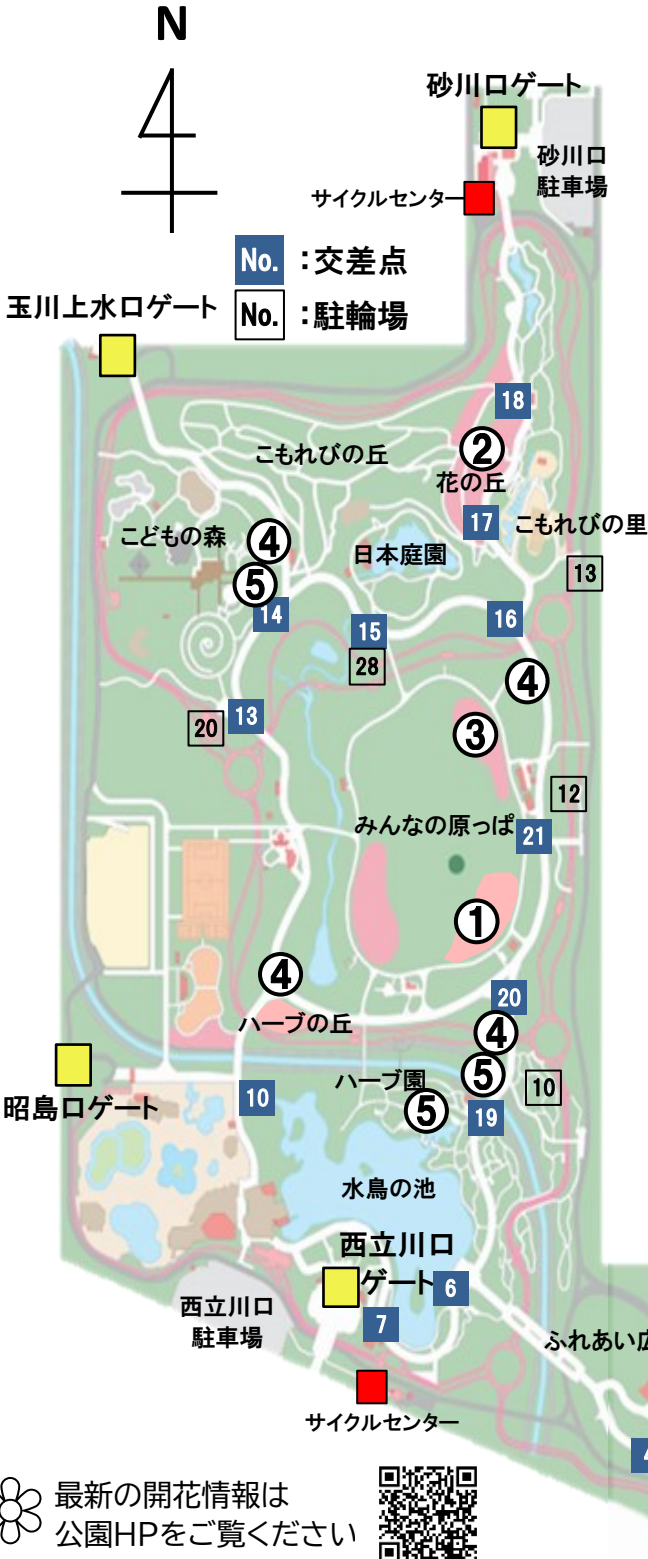 N
砂川口ゲート
砂川口
駐車場
サイクルセンター
No. ：交差点
No. ：駐輪場
玉川上水口ゲート
18
こもれびの丘
②
花の丘
17
こもれびの里
こどもの森
④
日本庭園
⑤
13
14
15
16
28
④
20
13
③
12
みんなの原っぱ
21
①
④
20
ハーブの丘
④
昭島口ゲート
10
ハーブ園
⑤
10
⑤
19
水鳥の池
西立川口
ゲート
6
西立川口
駐車場
7
ふれあい広
サイクルセンター
4
最新の開花情報は
公園HPをご覧ください